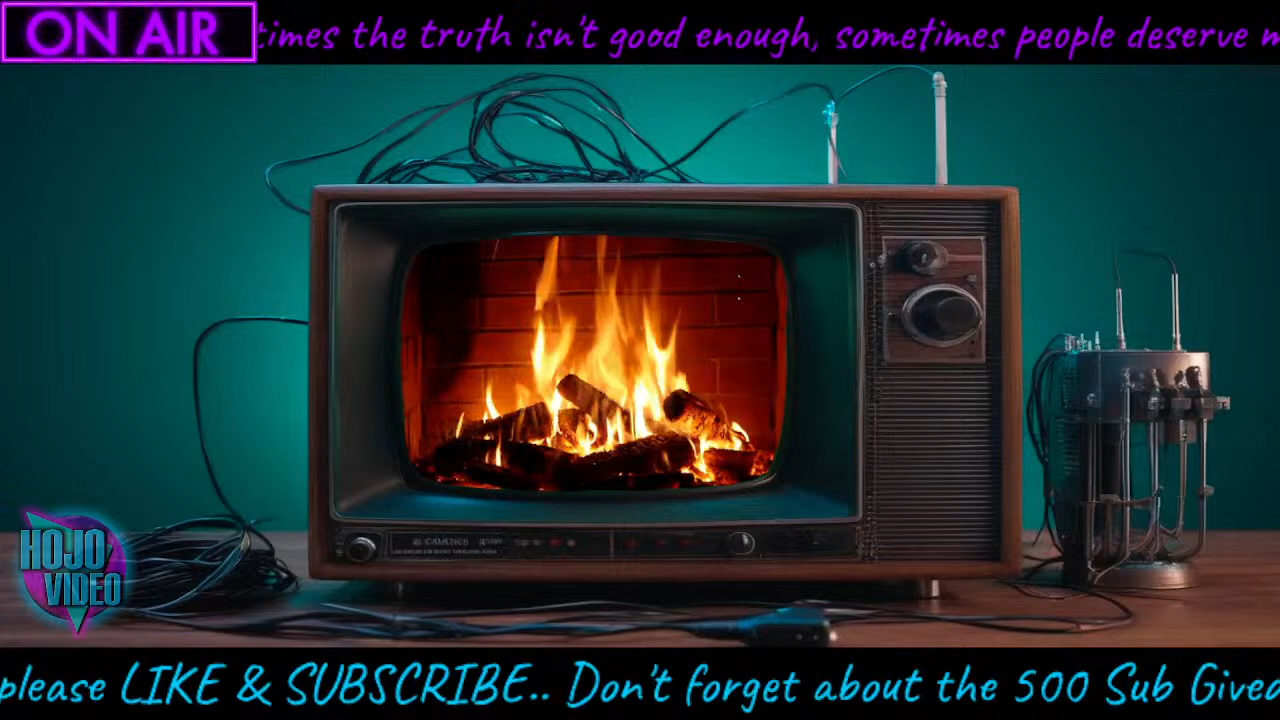 ON AIR
times the truth isn't good enough, sometimes people deserve m
HOJO
VIDEO
please LIKE & SUBSCRIBE.. Don't forget about the 500 Sub Givea